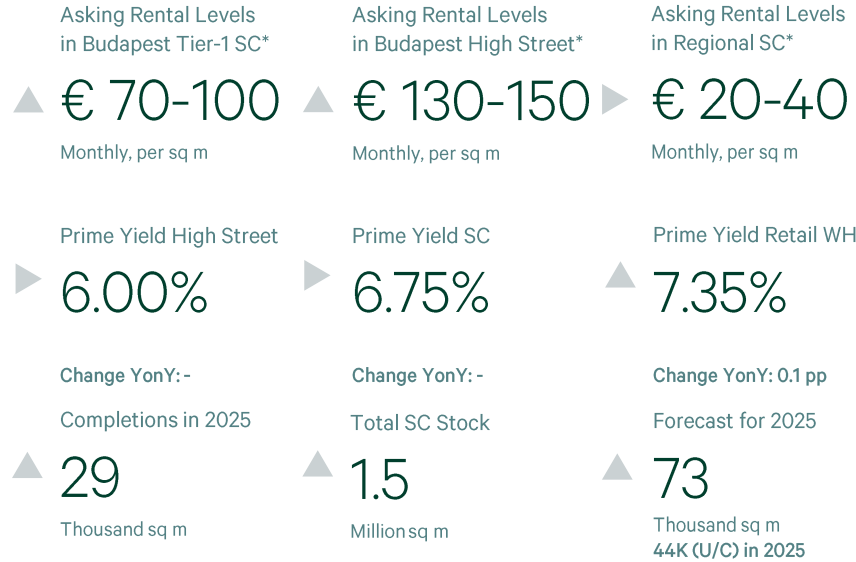 Asking Rental Levels
in Budapest Tier-1 SC*
€ 70-100
Monthly, per sq m
Asking Rental Levels
in Budapest High Street*
€ 130-150
Monthly, per sq m
Asking Rental Levels
in Regional SC*
€ 20-40
Monthly, per sq m
Prime Yield High Street
6.00%
Change YonY: -
Prime Yield SC
6.75%
Change YonY: -
Prime Yield Retail WH
7.35%
Change YonY: 0.1 pp
Completions in 2025
29
Thousand sq m
Total SC Stock
1.5
Million sq m
Forecast for 2025
73
Thousand sq m
44K (U/C) in 2025